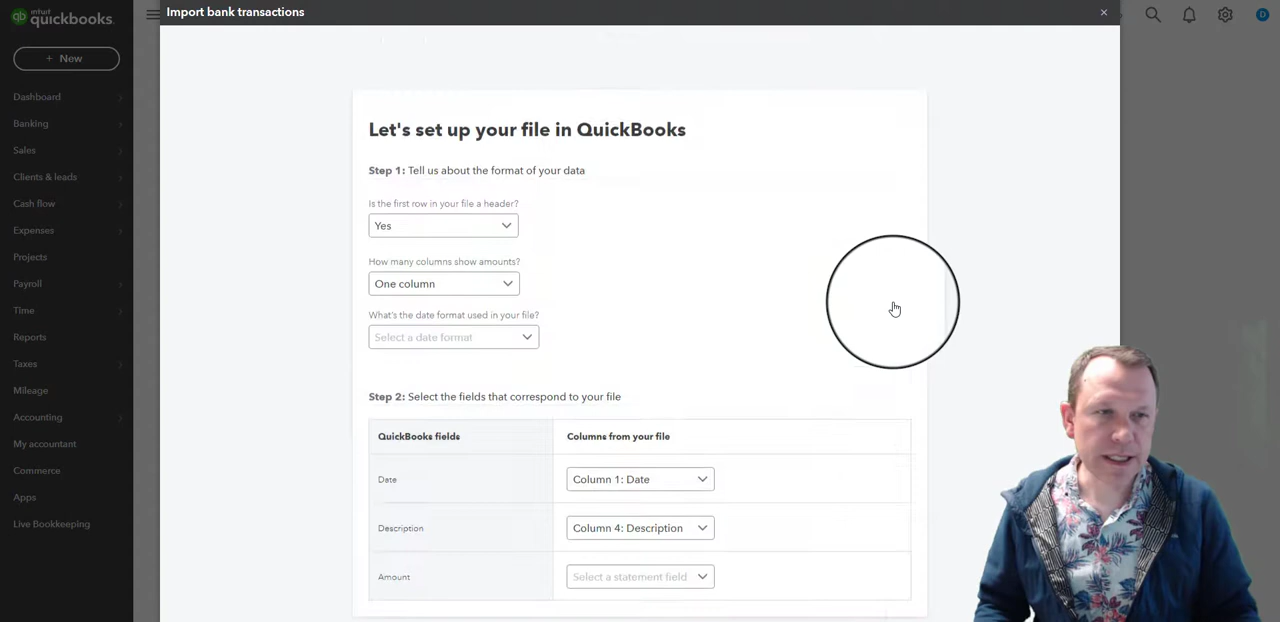 Import bank transactions
×
intuit
qb quickbooks.
+ New
Dashboard
Banking
Sales
Clients & leads
Cash flow
Expenses
Projects
Payroll
Time
Reports
Taxes
Mileage
Accounting
My accountant
Commerce
Apps
Live Bookkeeping
D
Let's set up your file in QuickBooks
Step 1: Tell us about the format of your data
Is the first row in your file a header?
Yes
How many columns show amounts?
One column
What's the date format used in your file?
Select a date format
Step 2: Select the fields that correspond to your file
QuickBooks fields Columns from your file
Date Column 1: Date
Description Column 4: Description
Amount Select a statement field